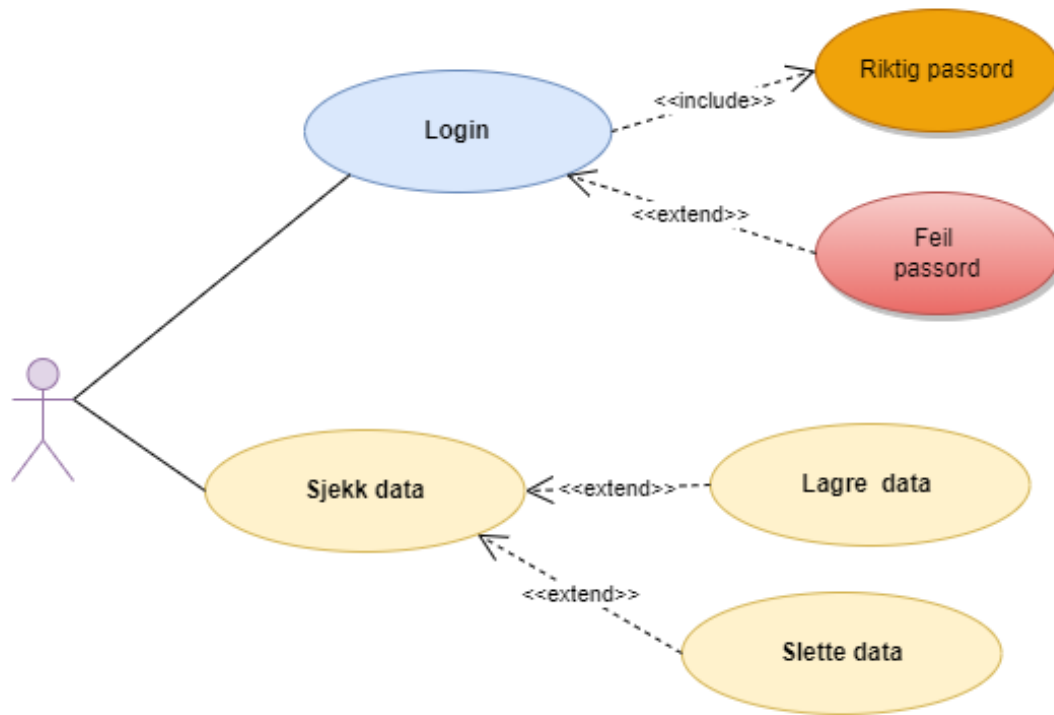 Riktig passord
<<include>>
Login
<<extend>>
Feil
passord
Sjekk data
<<extend>>
Lagre  data
<<extend>>
Slette data